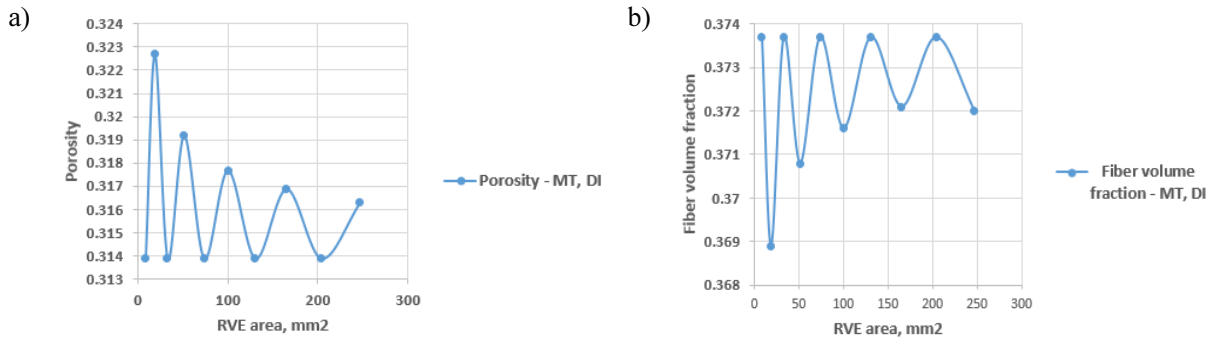 a)
0.324
0.323
0.322
0.321
0.32
0.319
0.318
0.317
0.316
0.315
0.314
0.313
Porosity
0 100 200 300
RVE area, mm2
Porosity - MT, DI
b)
0.374
0.373
0.372
0.371
0.37
0.369
0.368
Fiber volume fraction
0 50 100 150 200 250 300
RVE area, mm2
Fiber volume
fraction - MT, DI